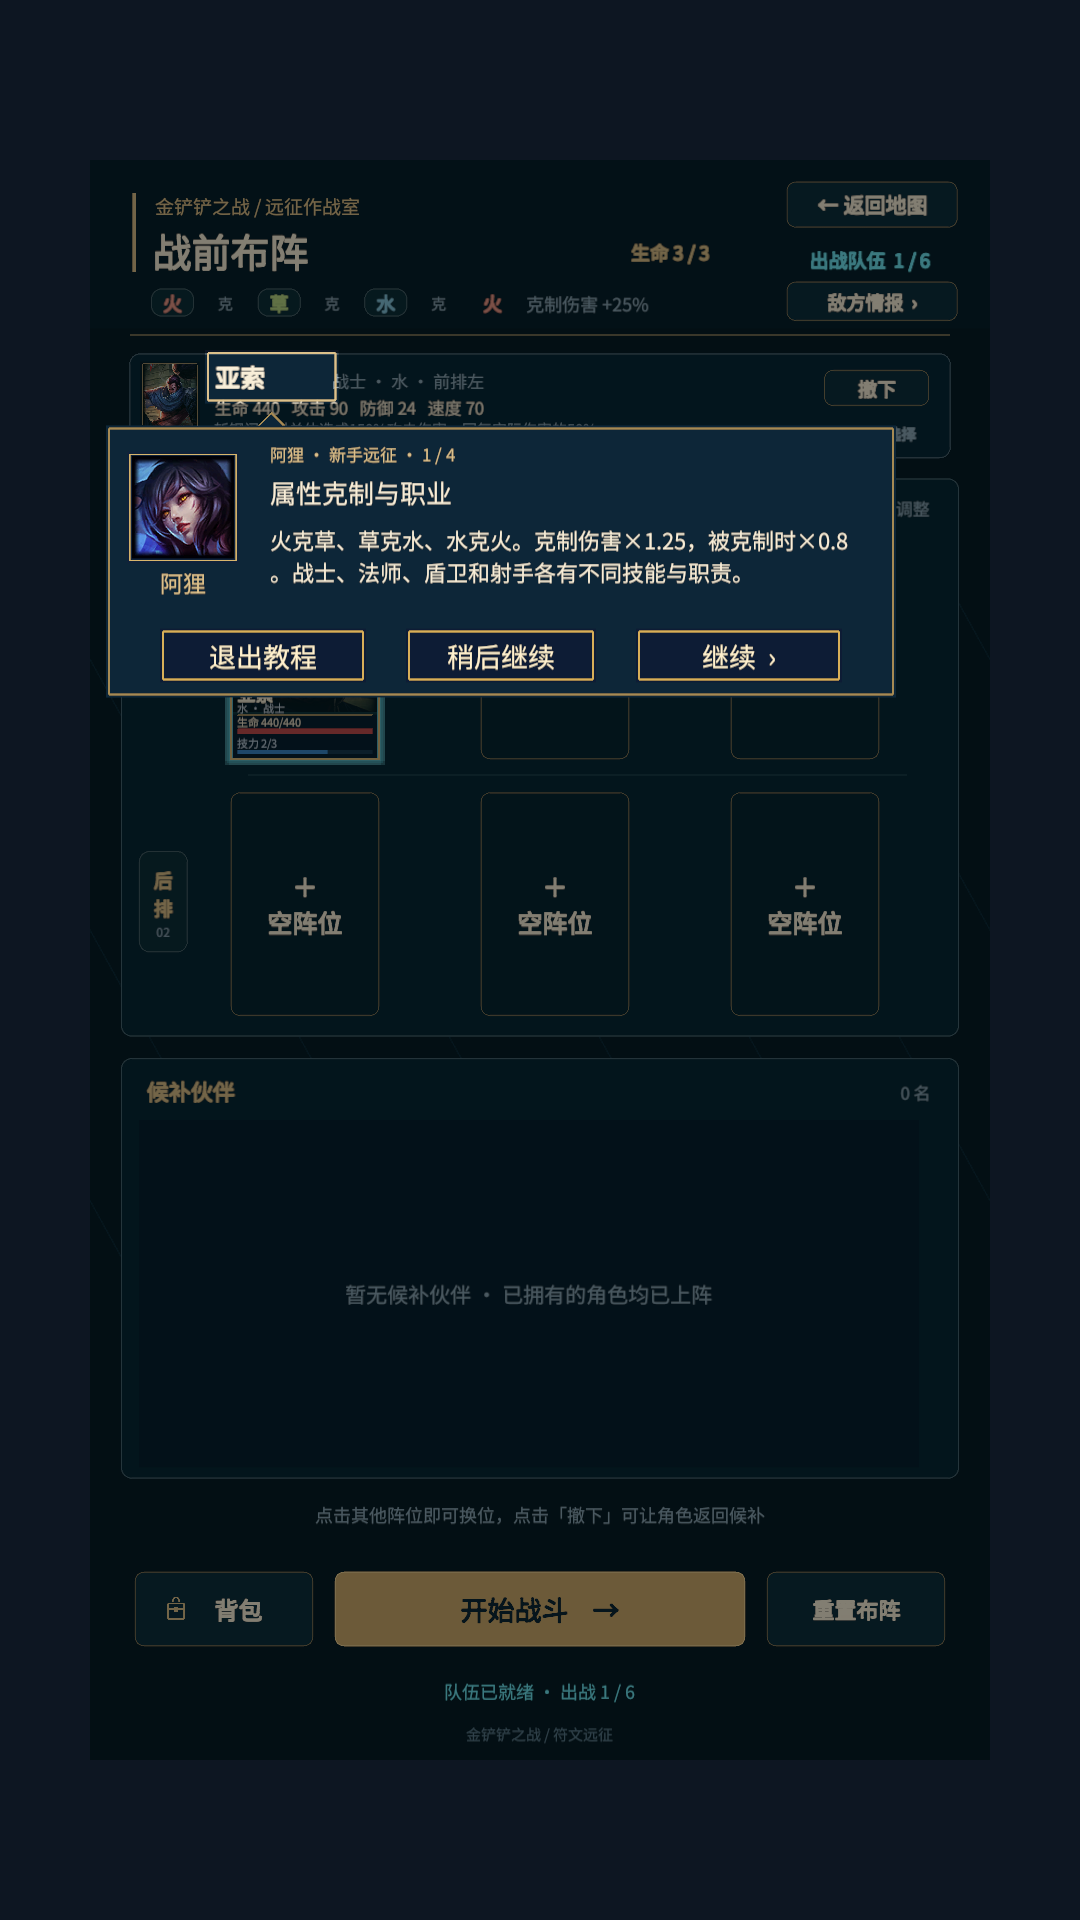 金铲铲之战 / 远征作战室
← 返回地图
战前布阵
生命 3 / 3
出战队伍 1 / 6
火 克 草 克 水 克 火 克制伤害 +25%
敌方情报 ›
亚索
战士 · 水 · 前排左
撤下
生命 440 攻击 90 防御 24 速度 70
调整
阿狸 · 新手远征 · 1 / 4
属性克制与职业
火克草、草克水、水克火。克制伤害×1.25，被克制时×0.8
。战士、法师、盾卫和射手各有不同技能与职责。
阿狸
退出教程
稍后继续
继续 ›
水 · 战士
生命 440/440
技力 2/3
后排
02
+
空阵位
+
空阵位
+
空阵位
候补伙伴
0 名
暂无候补伙伴 · 已拥有的角色均已上阵
点击其他阵位即可换位，点击「撤下」可让角色返回候补
背包
开始战斗 →
重置布阵
队伍已就绪 · 出战 1 / 6
金铲铲之战 / 符文远征